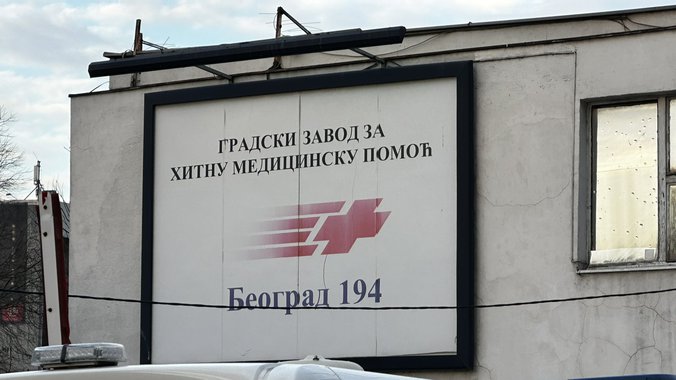 ГРАДСКИ ЗАВОД ЗА
ХИТНУ МЕДИЦИНСКУ ПОМОЋ
Београд 194